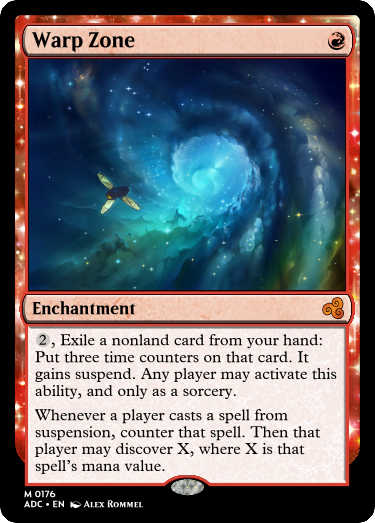 Warp Zone
Enchantment
2, Exile a nonland card from your hand:
Put three time counters on that card. It
gains suspend. Any player may activate this
ability, and only as a sorcery.
Whenever a player casts a spell from
suspension, counter that spell. Then that
player may discover X, where X is that
spell's mana value.
M 0176
ADC • EN Alex Rommel